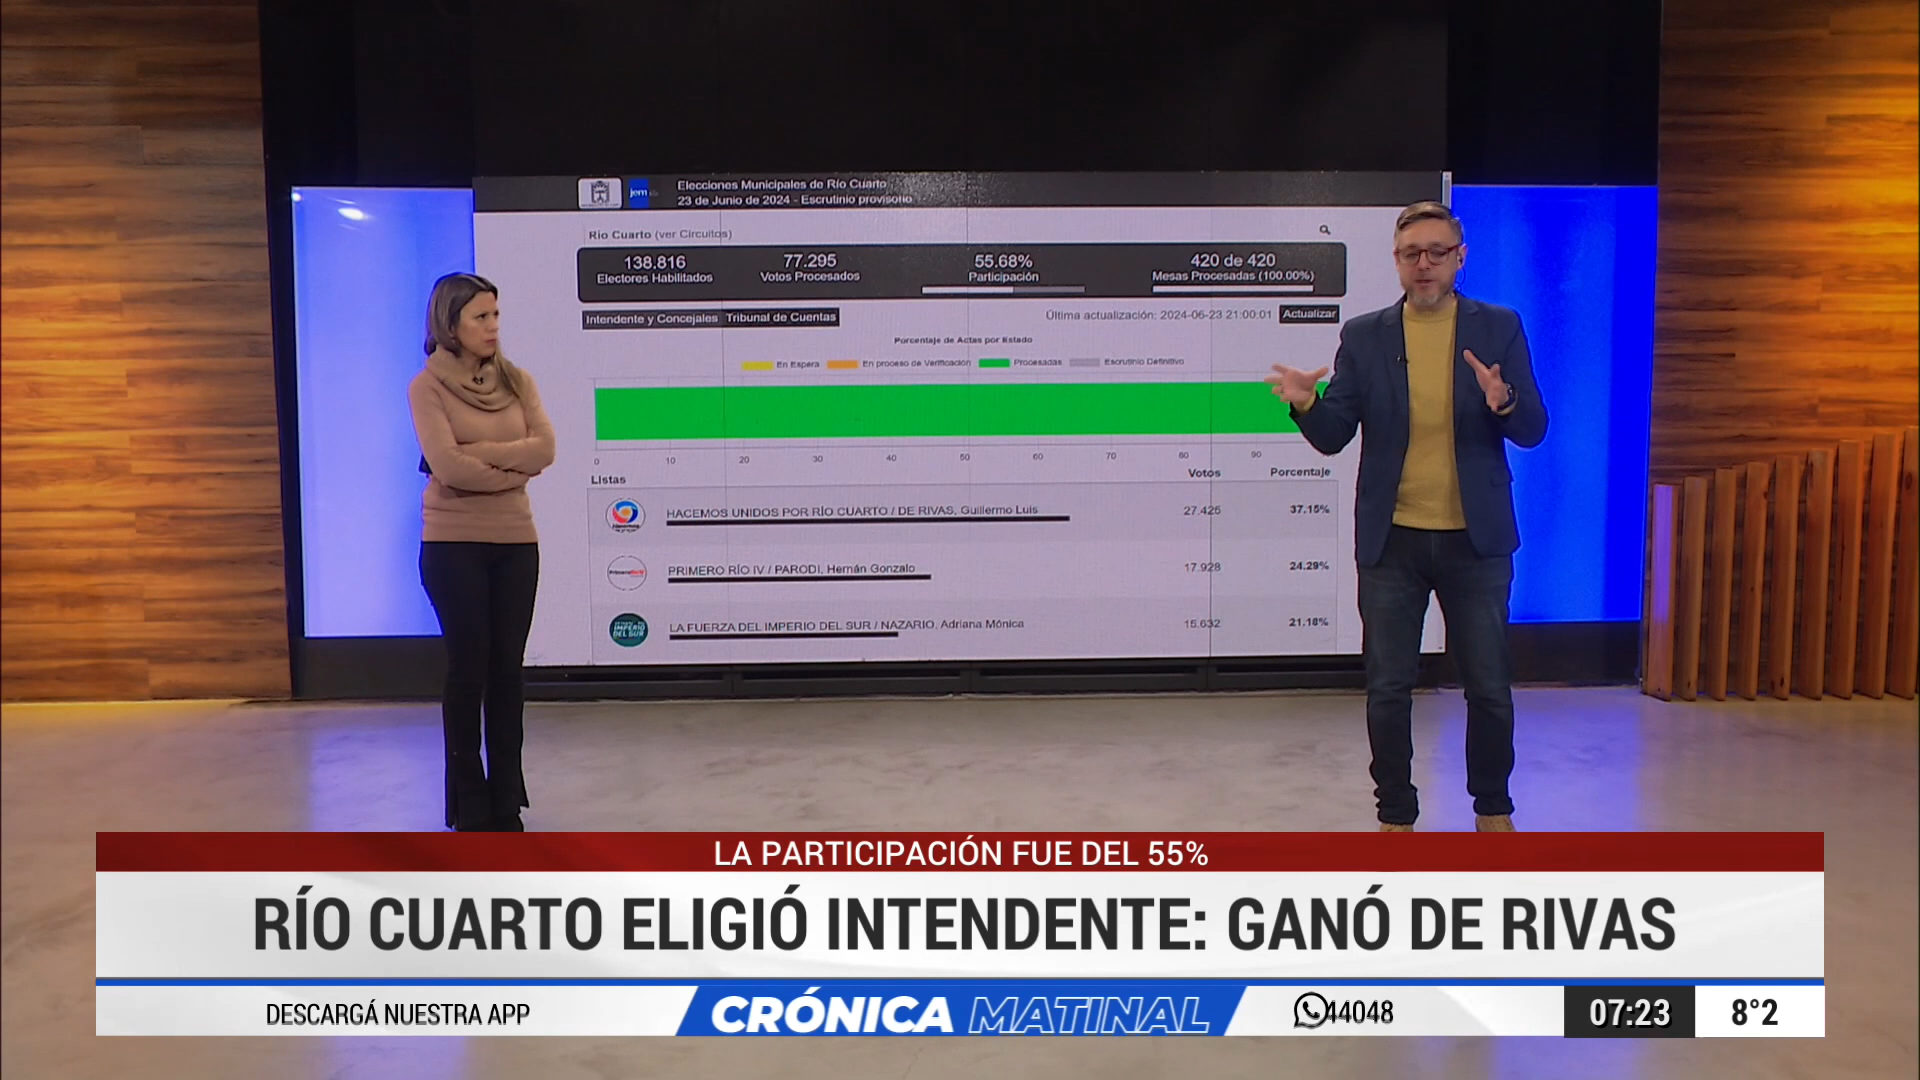 jem
Elecciones Municipales de Río Cuarto
23 de Junio de 2024 - Escrutinio provisorio
Río Cuarto (ver Circuitos)
138.816
Electores Habilitados
77.295
Votos Procesados
55.68%
Participación
420 de 420
Mesas Procesadas (100.00%)
Intendente y Concejales Tribunal de Cuentas
Última actualización: 2024-06-23 21:00:01 Actualizar
Porcentaje de Actas por Estado
En Espera En proceso de Verificación Procesadas Escrutinio Definitivo
0 10 20 30 40 50 60 70 80 90
Listas Votos Porcentaje
HACEMOS UNIDOS POR RÍO CUARTO / DE RIVAS, Guillermo Luis 27.426 37.15%
PRIMERO RÍO IV / PARODI, Hernán Gonzalo 17.928 24.29%
IMPERIO DEL SUR
LA FUERZA DEL IMPERIO DEL SUR / NAZARIO, Adriana Mónica 15.632 21.18%
LA PARTICIPACIÓN FUE DEL 55%
RÍO CUARTO ELIGIÓ INTENDENTE: GANÓ DE RIVAS
DESCARGÁ NUESTRA APP CRÓNICA MATINAL 44048 07:23 8°2